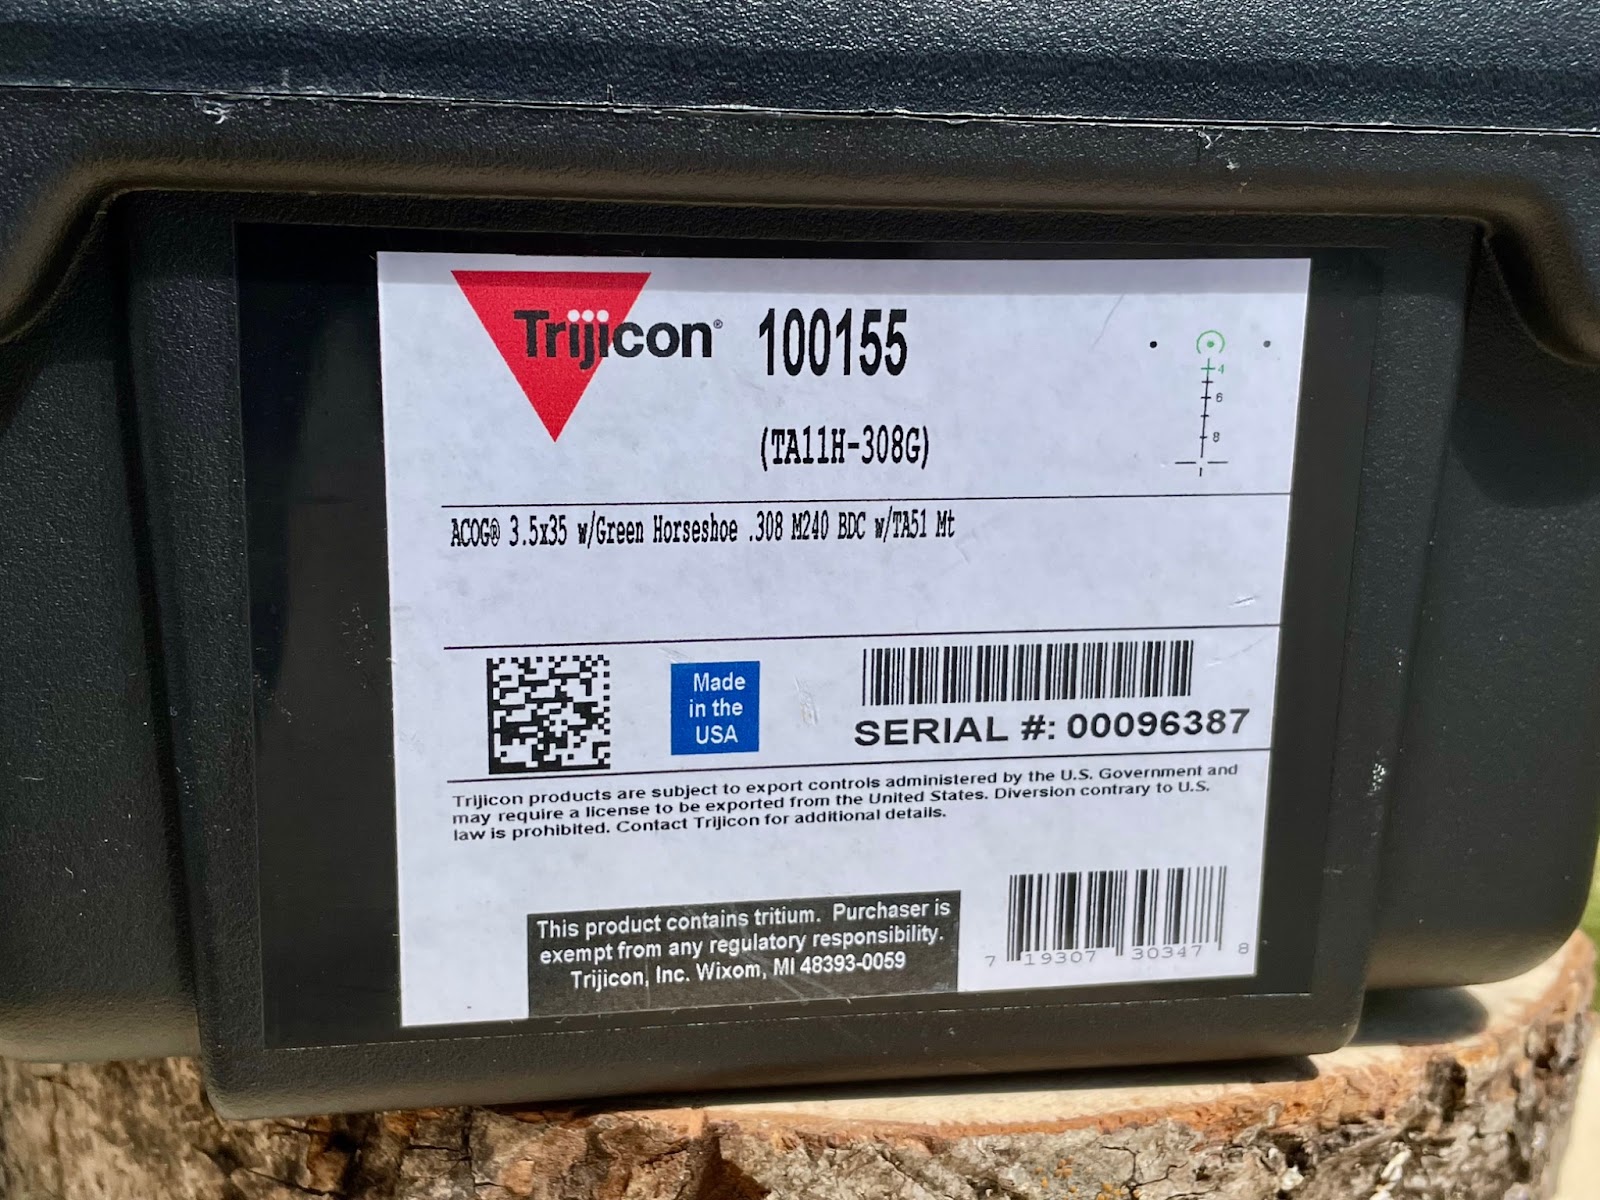 Trijicon® 100155
(TA11H-308G)
4
6
8
ACOG® 3.5x35 w/Green Horseshoe .308 M240 BDC w/TA51 Mt
Made
in the
USA
SERIAL #: 00096387
Trijicon products are subject to export controls administered by the U.S. Government and
may require a license to be exported from the United States. Diversion contrary to U.S.
law is prohibited. Contact Trijicon for additional details.
This product contains tritium. Purchaser is
exempt from any regulatory responsibility.
Trijicon, Inc. Wixom, MI 48393-0059
7 19307 30347 8